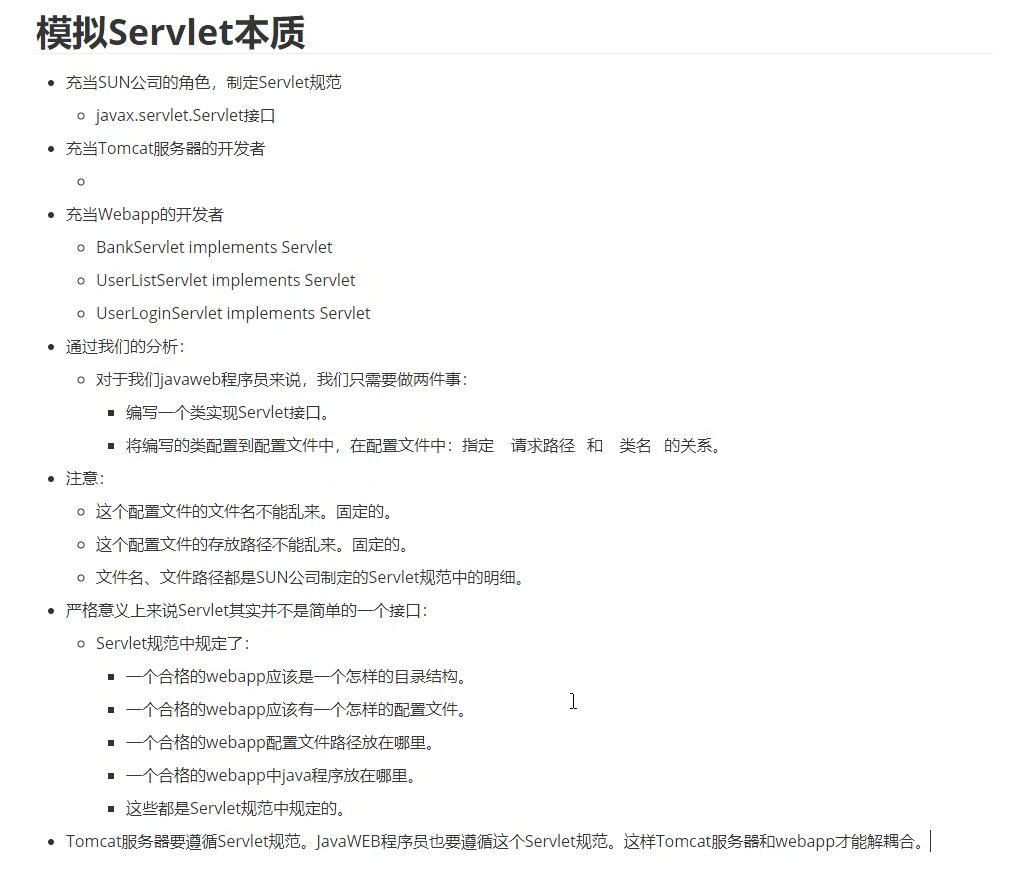 模拟Servlet本质
充当SUN公司的角色，制定Servlet规范
javax.servlet.Servlet接口
充当Tomcat服务器的开发者
充当Webapp的开发者
BankServlet implements Servlet
UserListServlet implements Servlet
UserLoginServlet implements Servlet
通过我们的分析：
对于我们javaweb程序员来说，我们只需要做两件事：
编写一个类实现Servlet接口。
将编写的类配置到配置文件中，在配置文件中：指定 请求路径 和 类名 的关系。
注意：
这个配置文件的文件名不能乱来。固定的。
这个配置文件的存放路径不能乱来。固定的。
文件名、文件路径都是SUN公司制定的Servlet规范中的明细。
严格意义上来说Servlet其实并不是简单的一个接口：
Servlet规范中规定了：
一个合格的webapp应该是一个怎样的目录结构。
一个合格的webapp应该有一个怎样的配置文件。
一个合格的webapp配置文件路径放在哪里。
一个合格的webapp中java程序放在哪里。
这些都是Servlet规范中规定的。
Tomcat服务器要遵循Servlet规范。JavaWEB程序员也要遵循这个Servlet规范。这样Tomcat服务器和webapp才能解耦合。